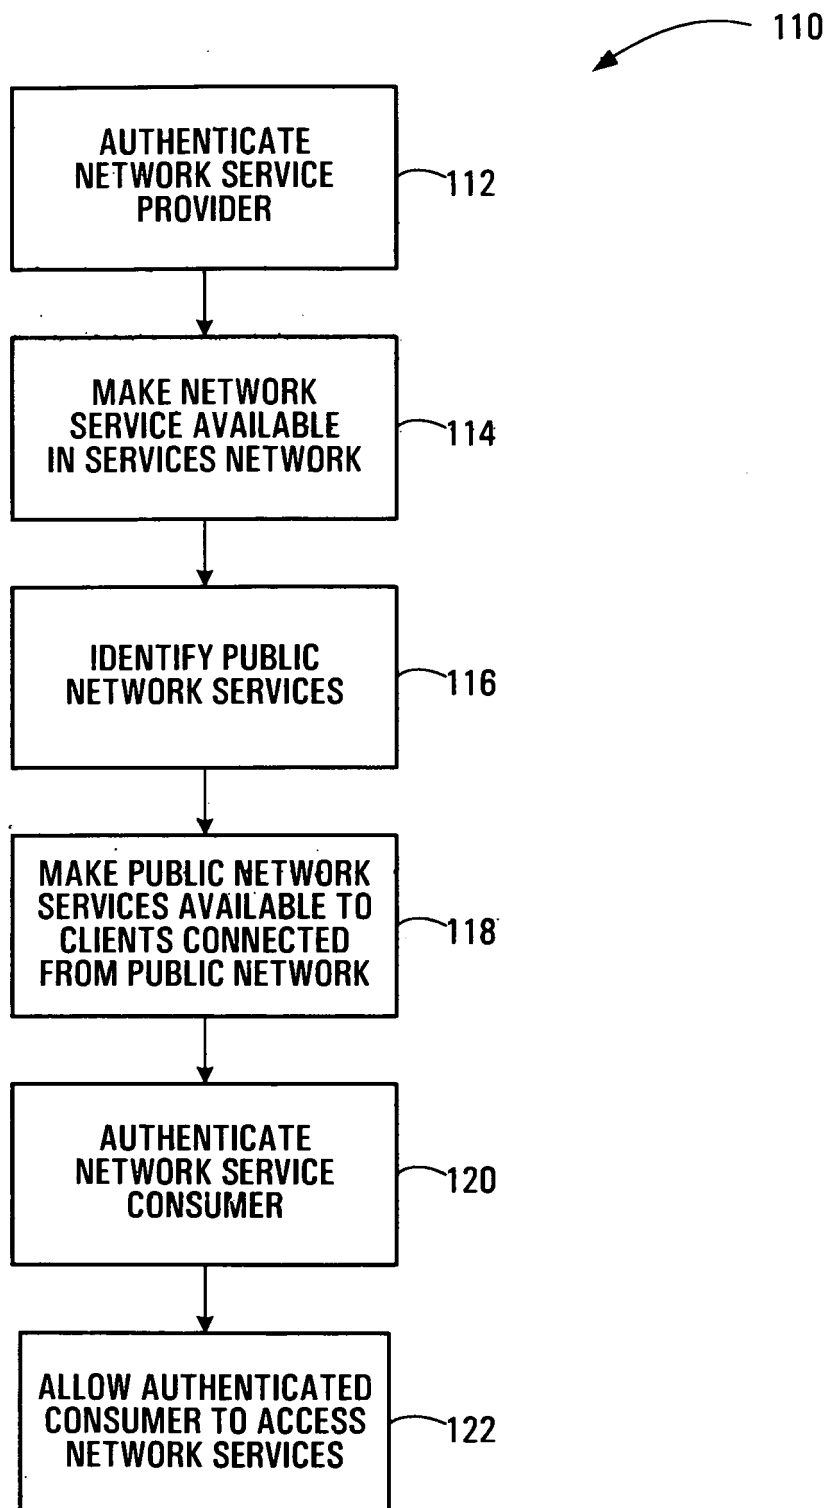 110
AUTHENTICATE
NETWORK SERVICE
PROVIDER
112
MAKE NETWORK
SERVICE AVAILABLE
IN SERVICES NETWORK
114
IDENTIFY PUBLIC
NETWORK SERVICES
116
MAKE PUBLIC NETWORK
SERVICES AVAILABLE TO
CLIENTS CONNECTED
FROM PUBLIC NETWORK
118
AUTHENTICATE
NETWORK SERVICE
CONSUMER
120
ALLOW AUTHENTICATED
CONSUMER TO ACCESS
NETWORK SERVICES
122